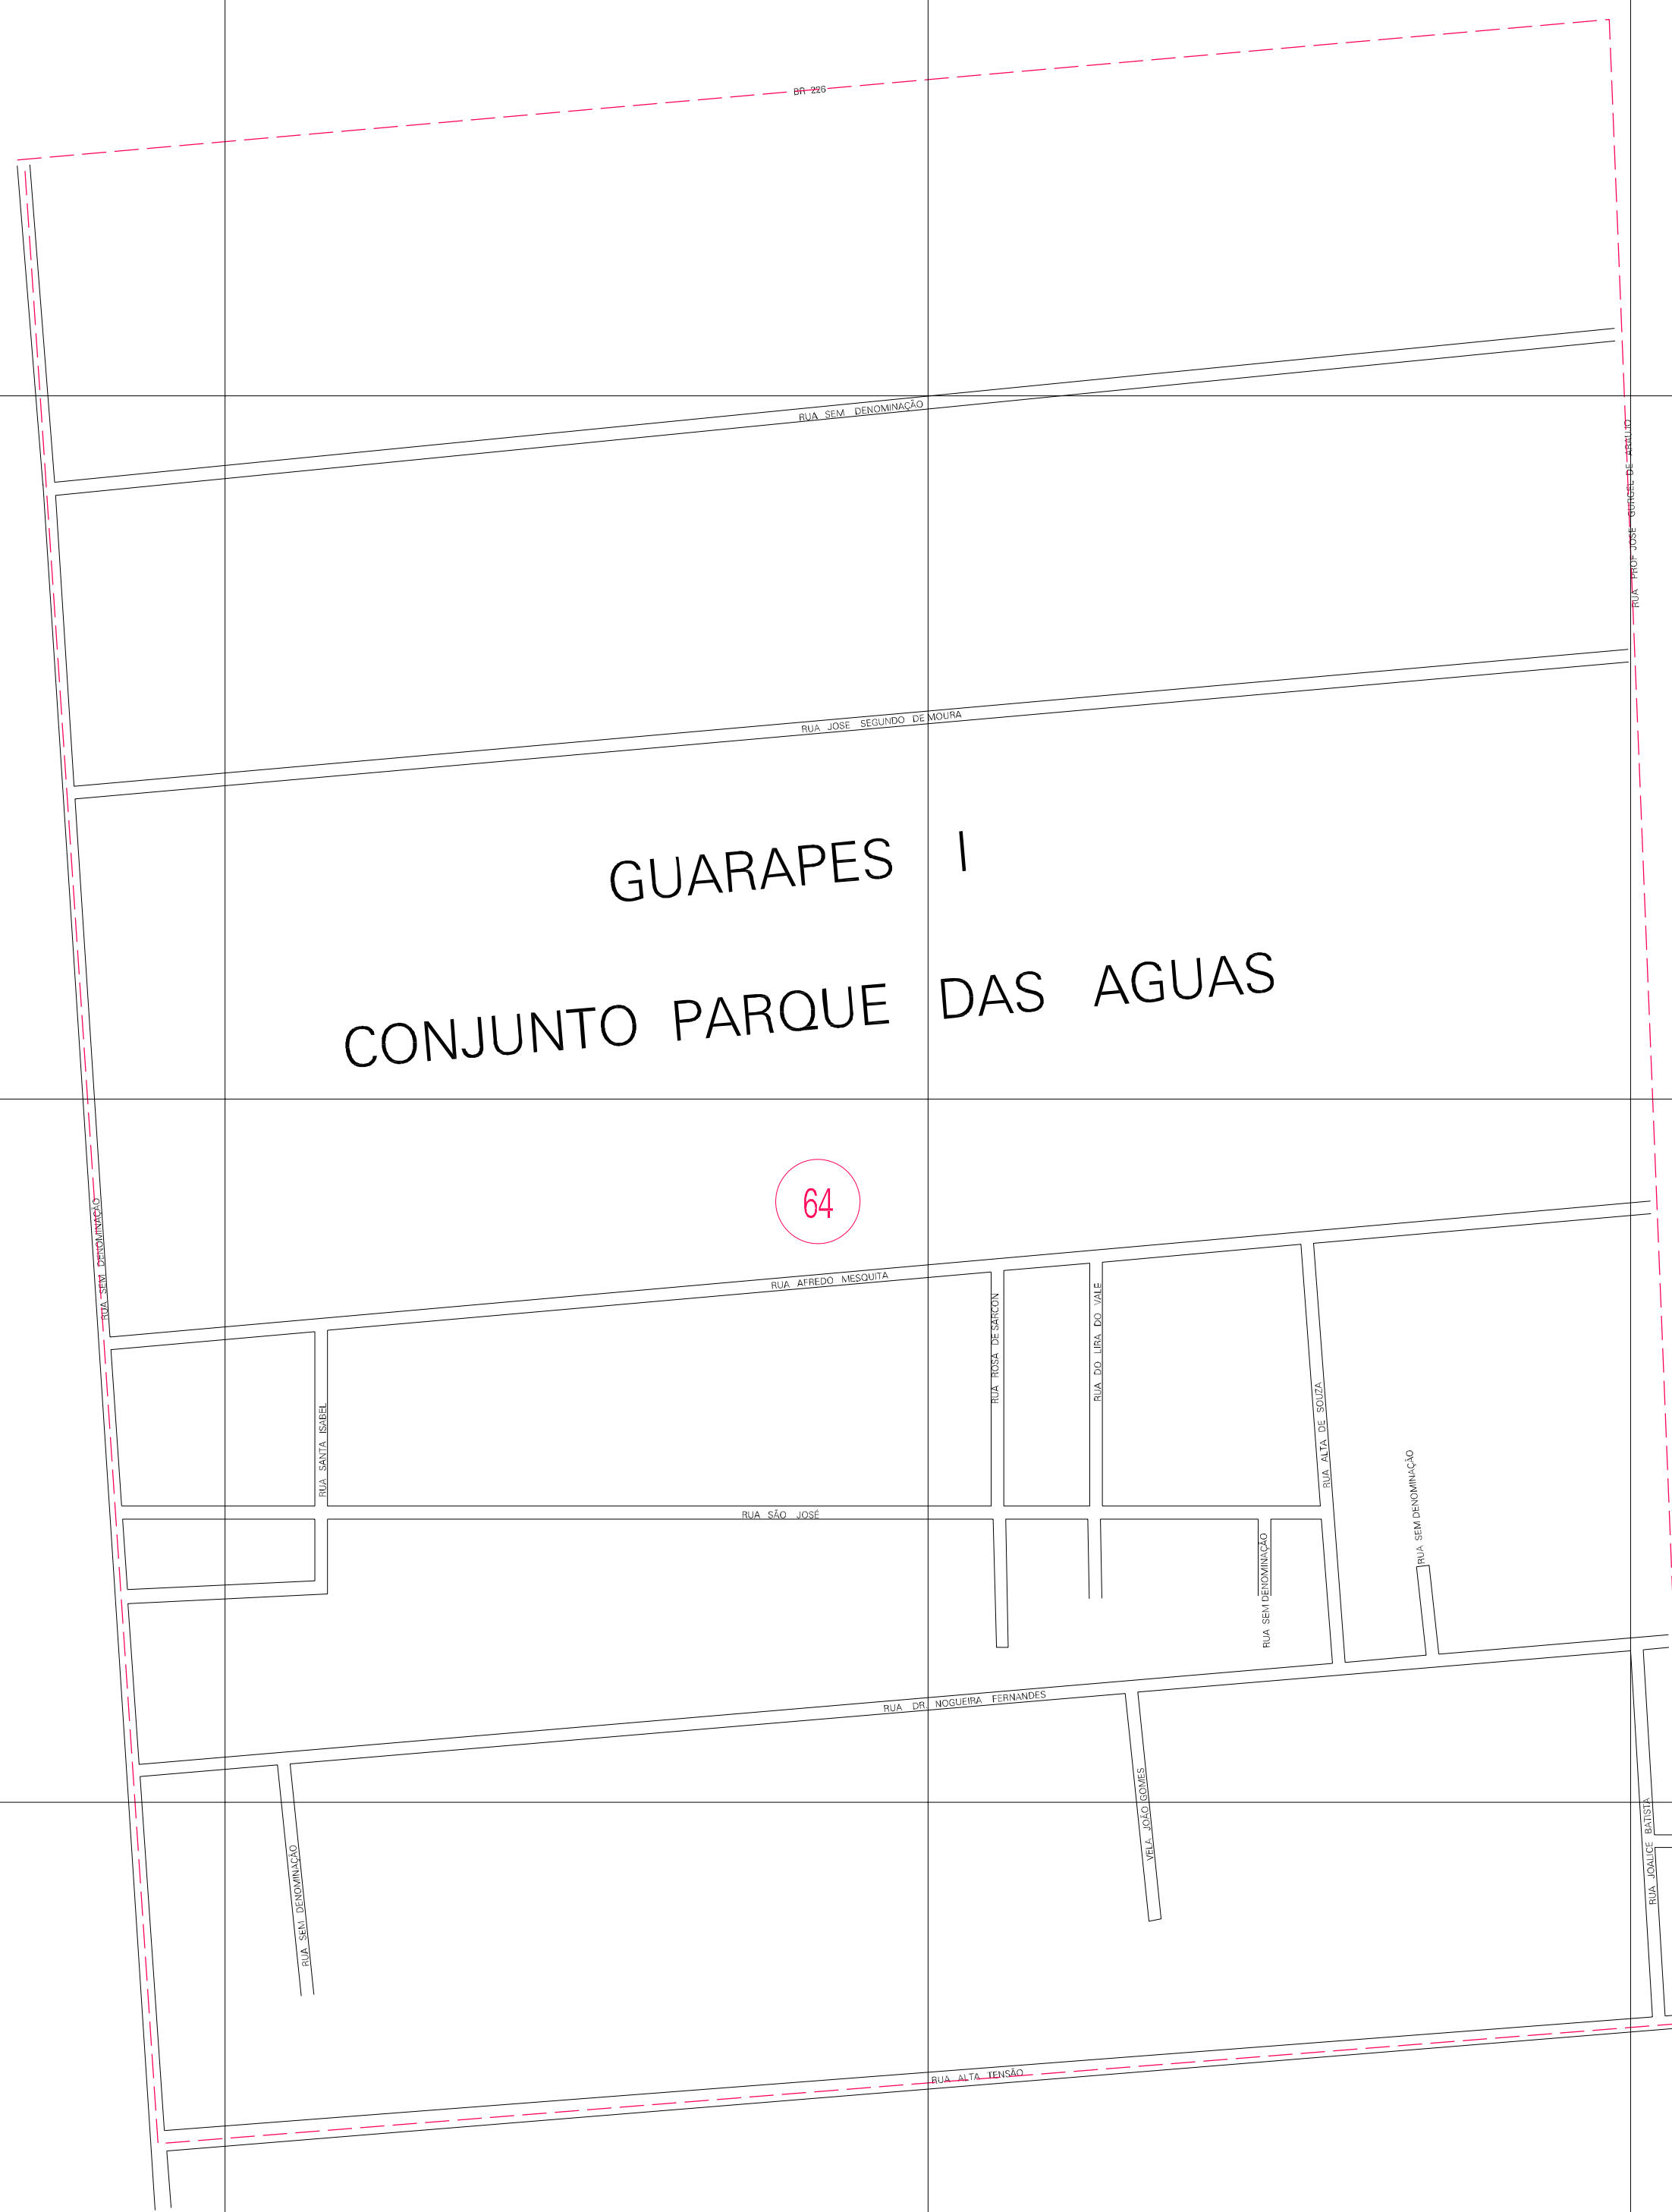 BR 226
RUA SEM DENOMINAÇÃO
RUA PROF JOSE GURGEL DE ARAUJO
RUA JOSE SEGUNDO DE MOURA
GUARAPES I
CONJUNTO PARQUE DAS AGUAS
64
RUA SEM DENOMINAÇÃO
RUA AFREDO MESQUITA
RUA ROSA DE SARCON
RUA DO LIRA DO VALE
RUA ALTA DE SOUZA
RUA SANTA ISABEL
RUA SEM DENOMINAÇÃO
RUA SÃO JOSÉ
RUA SEM DENOMINAÇÃO
RUA DR. NOGUEIRA FERNANDES
VELA JOÃO GOMES
RUA JOALICE BATISTA
RUA SEM DENOMINAÇÃO
RUA ALTA TENSÃO